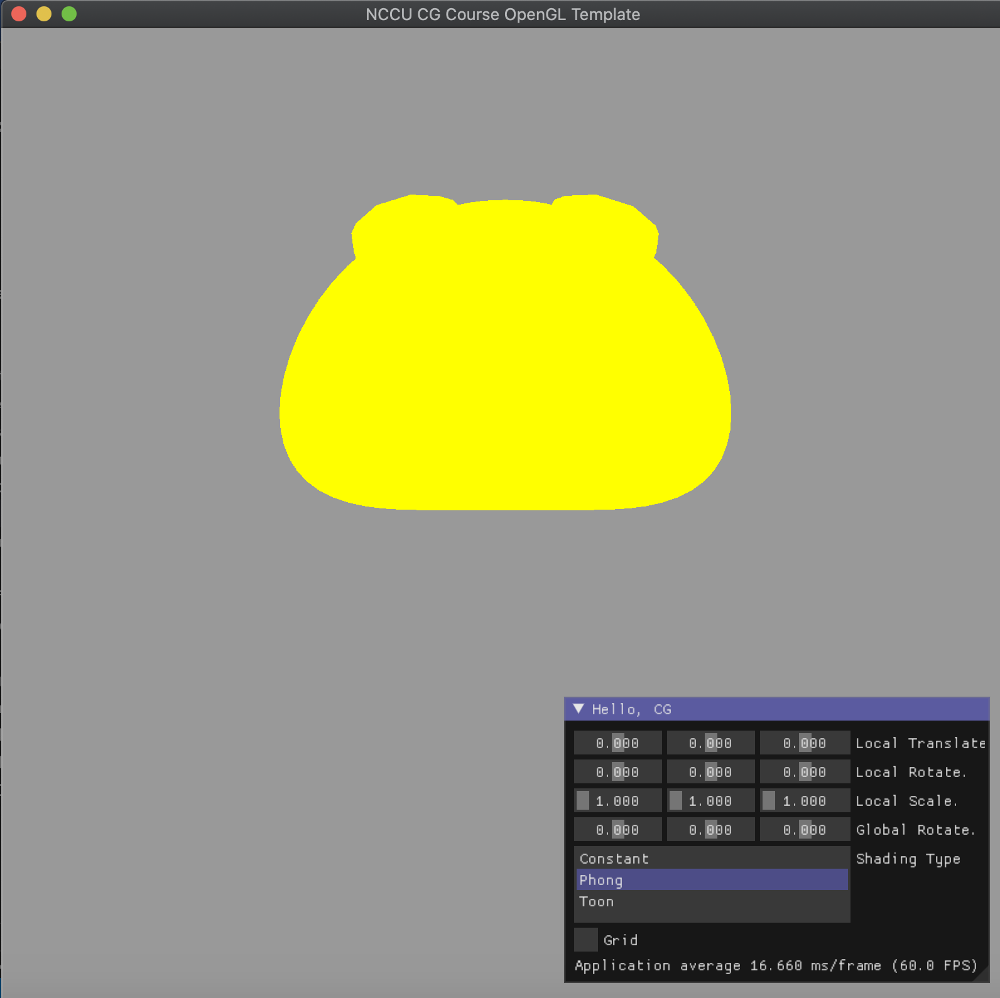 NCCU CG Course OpenGL Template
Hello, CG
0.000 0.000 0.000 Local Translate
0.000 0.000 0.000 Local Rotate.
1.000 1.000 1.000 Local Scale.
0.000 0.000 0.000 Global Rotate.
Constant Shading Type
Phong
Toon
Grid
Application average 16.660 ms/frame (60.0 FPS)